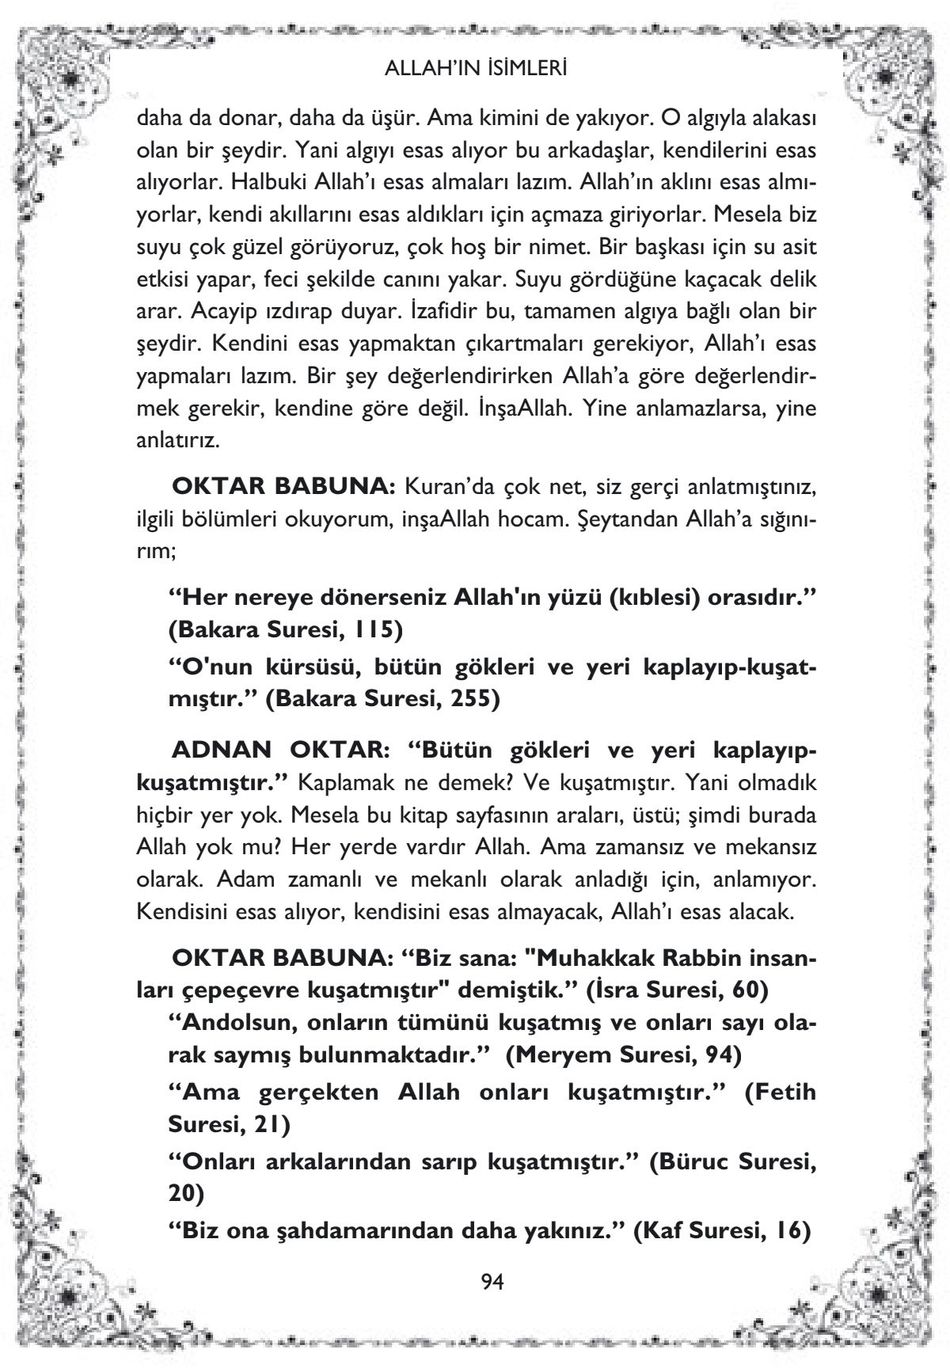 ALLAH’IN İSİMLERİ
daha da donar, daha da üşür. Ama kimini de yakıyor. O algıyla alakası
olan bir şeydir. Yani algıyı esas alıyor bu arkadaşlar, kendilerini esas
alıyorlar. Halbuki Allah’ı esas almaları lazım. Allah’ın aklını esas almı-
yorlar, kendi akıllarını esas aldıkları için açmaza giriyorlar. Mesela biz
suyu çok güzel görüyoruz, çok hoş bir nimet. Bir başkası için su asit
etkisi yapar, feci şekilde canını yakar. Suyu gördüğüne kaçacak delik
arar. Acayip ızdırap duyar. İzafidir bu, tamamen algıya bağlı olan bir
şeydir. Kendini esas yapmaktan çıkartmaları gerekiyor, Allah’ı esas
yapmaları lazım. Bir şey değerlendirirken Allah’a göre değerlendir-
mek gerekir, kendine göre değil. İnşaAllah. Yine anlamazlarsa, yine
anlatırız.
OKTAR BABUNA: Kuran’da çok net, siz gerçi anlatmıştınız,
ilgili bölümleri okuyorum, inşaAllah hocam. Şeytandan Allah’a sığını-
rım;
“Her nereye dönerseniz Allah'ın yüzü (kıblesi) orasıdır.”
(Bakara Suresi, 115)
“O'nun kürsüsü, bütün gökleri ve yeri kaplayıp-kuşat-
mıştır.” (Bakara Suresi, 255)
ADNAN OKTAR: “Bütün gökleri ve yeri kaplayıp-
kuşatmıştır.” Kaplamak ne demek? Ve kuşatmıştır. Yani olmadık
hiçbir yer yok. Mesela bu kitap sayfasının araları, üstü; şimdi burada
Allah yok mu? Her yerde vardır Allah. Ama zamansız ve mekansız
olarak. Adam zamanlı ve mekanlı olarak anladığı için, anlamıyor.
Kendisini esas alıyor, kendisini esas almayacak, Allah’ı esas alacak.
OKTAR BABUNA: “Biz sana: "Muhakkak Rabbin insan-
ları çepeçevre kuşatmıştır" demiştik.” (İsra Suresi, 60)
“Andolsun, onların tümünü kuşatmış ve onları sayı ola-
rak saymış bulunmaktadır.” (Meryem Suresi, 94)
“Ama gerçekten Allah onları kuşatmıştır.” (Fetih
Suresi, 21)
“Onları arkalarından sarıp kuşatmıştır.” (Büruc Suresi,
20)
“Biz ona şahdamarından daha yakınız.” (Kaf Suresi, 16)
94